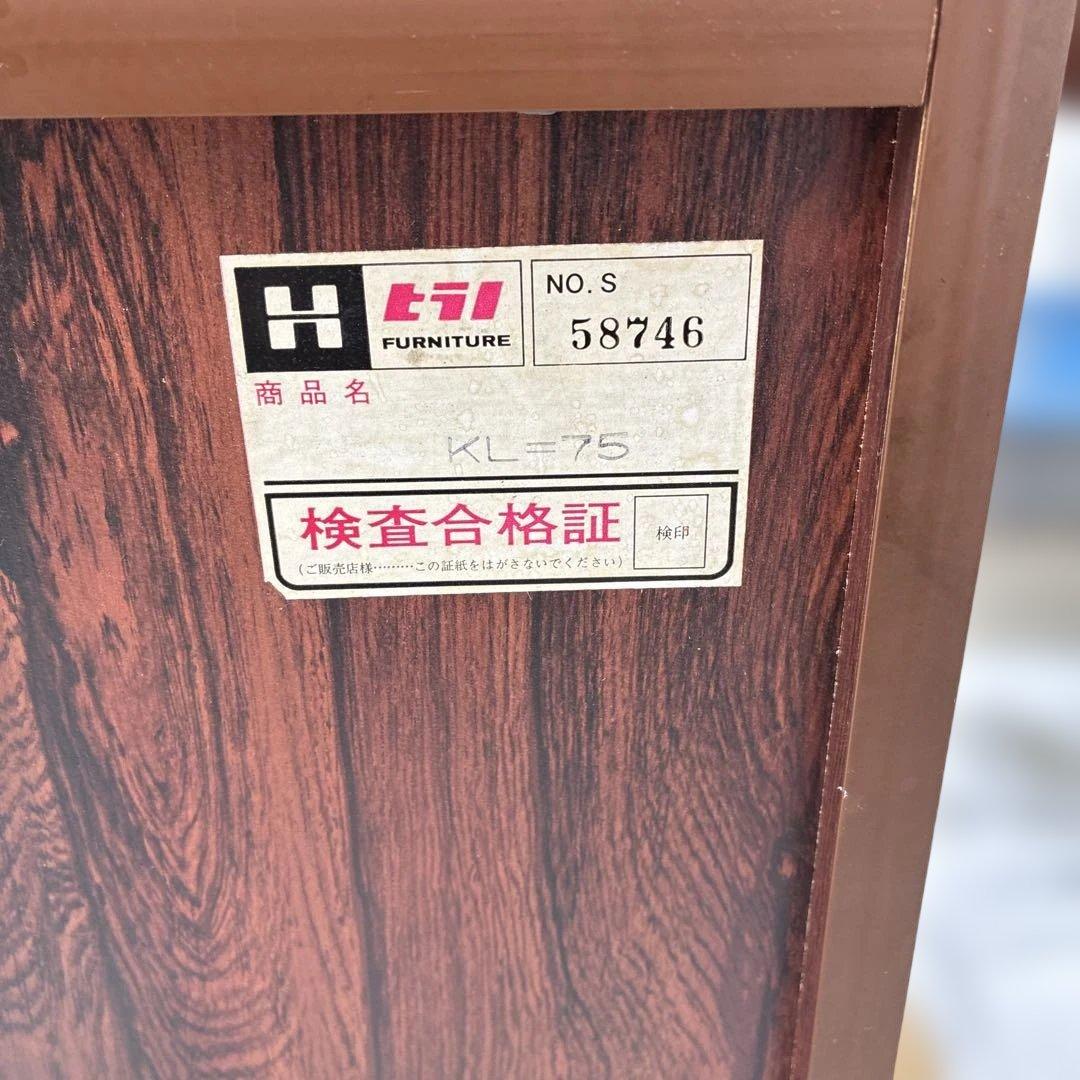 H
ヒラノ
FURNITURE
NO. S
58746
商品名
KL=75
検査合格証
検印
(ご販売店様………この証紙をはがさないでください)